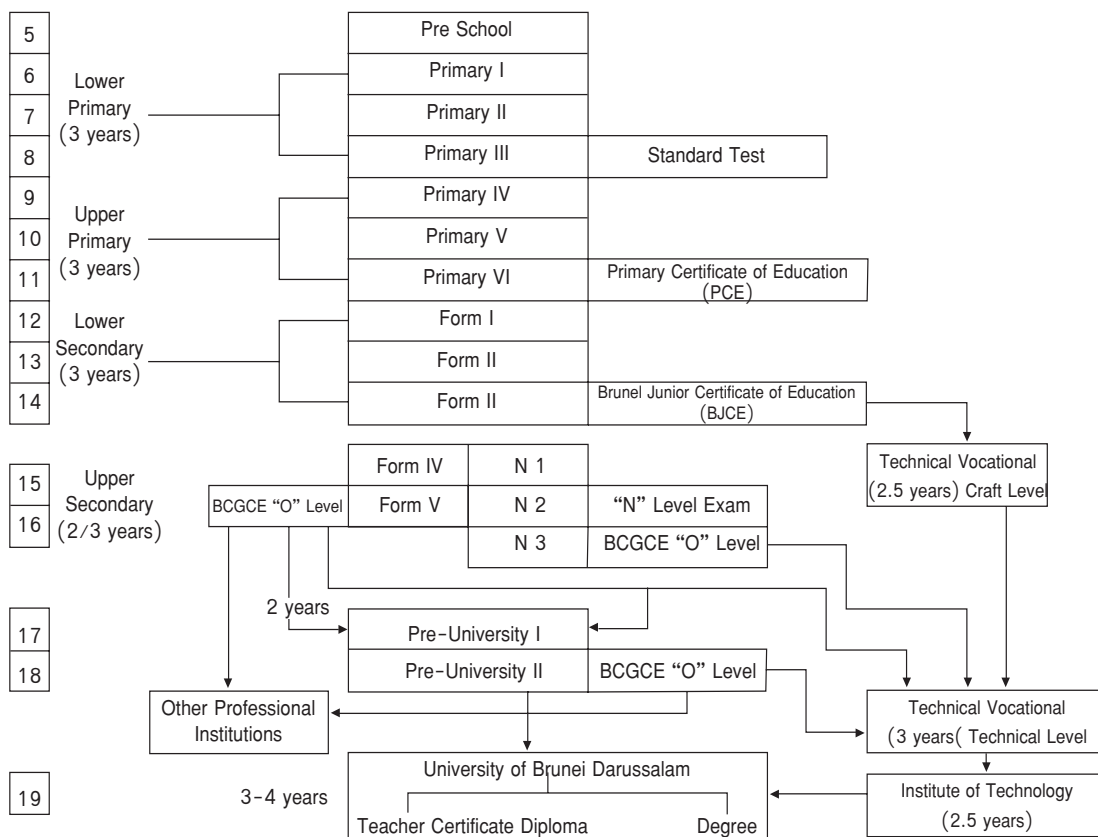 5
Pre School
6
Primary I
Lower
Primary
(3 years)
7
Primary II
8
Primary III
Standard Test
9
Primary IV
Upper
Primary
(3 years)
10
Primary V
11
Primary VI
Primary Certificate of Education
(PCE)
12
Form I
Lower
Secondary
(3 years)
13
Form II
14
Form II
Brunel Junior Certificate of Education
(BJCE)
Technical Vocational
(2.5 years) Craft Level
15
Upper
Secondary
(2/3 years)
Form IV
N 1
16
BCGCE “O” Level
Form V
N 2
“N” Level Exam
N 3
BCGCE “O” Level
2 years
17
Pre-University I
18
Pre-University II
BCGCE “O” Level
Other Professional
Institutions
Technical Vocational
(3 years( Technical Level
19
3-4 years
University of Brunei Darussalam
Teacher Certificate Diploma
Degree
Institute of Technology
(2.5 years)